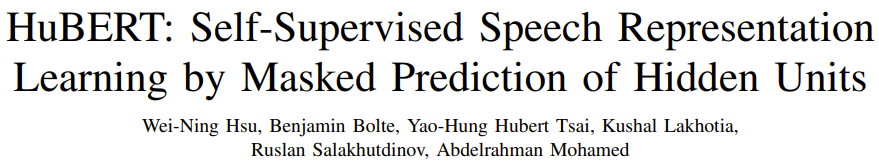 HuBERT: Self-Supervised Speech Representation
Learning by Masked Prediction of Hidden Units
Wei-Ning Hsu, Benjamin Bolte, Yao-Hung Hubert Tsai, Kushal Lakhotia,
Ruslan Salakhutdinov, Abdelrahman Mohamed